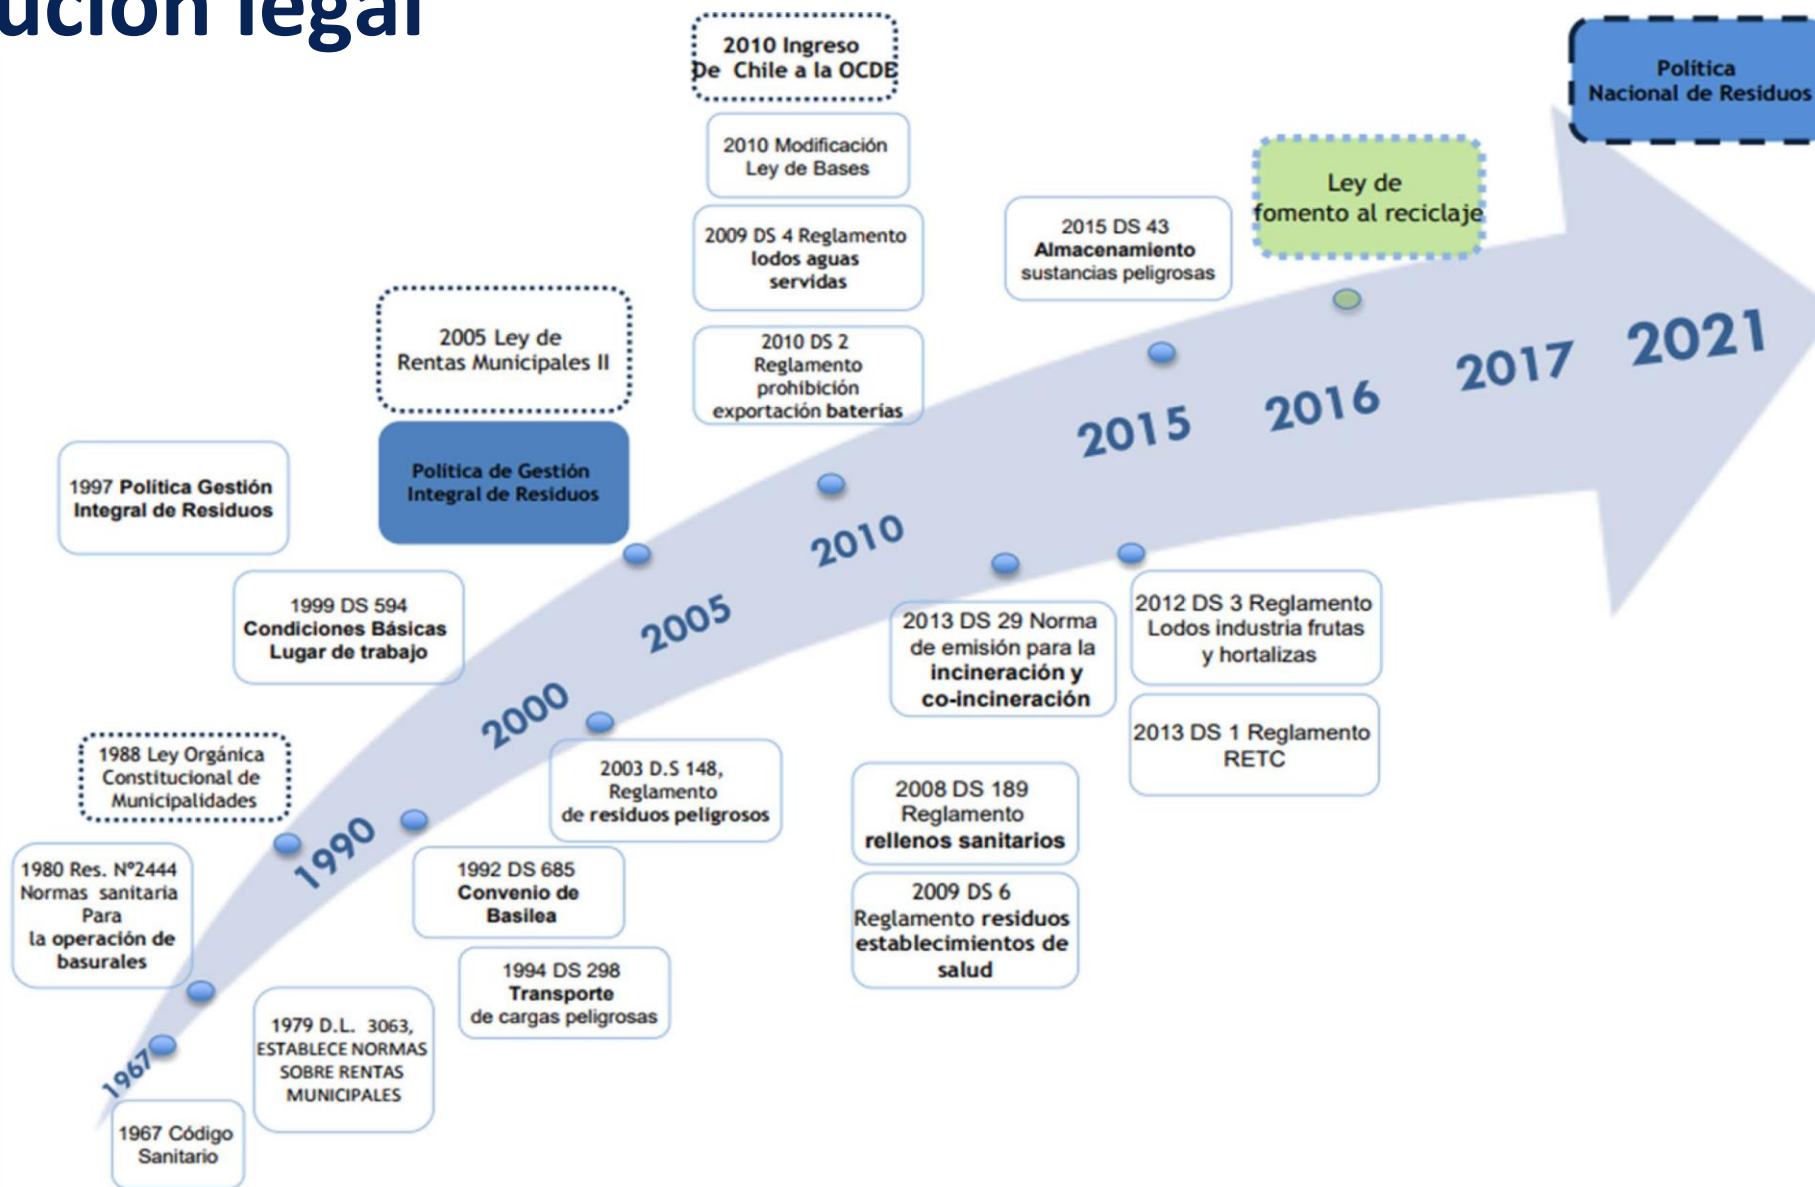 ución legal
2010 Ingreso
De Chile a la OCDE
2010 Modificación
Ley de Bases
2009 DS 4 Reglamento
lodos aguas
servidas
2010 DS 2
Reglamento
prohibición
exportación baterías
Política
Nacional de Residuos
Ley de
fomento al reciclaje
2015 DS 43
Almacenamiento
sustancias peligrosas
2005 Ley de
Rentas Municipales II
Política de Gestión
Integral de Residuos
1997 Política Gestión
Integral de Residuos
1999 DS 594
Condiciones Básicas
Lugar de trabajo
1988 Ley Orgánica
Constitucional de
Municipalidades
1980 Res. Nº2444
Normas sanitaria
Para
la operación de
basurales
1967
1990
2000
2005
2010
2015
2016
2017
2021
1967 Código
Sanitario
1979 D.L. 3063,
ESTABLECE NORMAS
SOBRE RENTAS
MUNICIPALES
1992 DS 685
Convenio de
Basilea
1994 DS 298
Transporte
de cargas peligrosas
2003 D.S 148,
Reglamento
de residuos peligrosos
2013 DS 29 Norma
de emisión para la
incineración y
co-incineración
2008 DS 189
Reglamento
rellenos sanitarios
2009 DS 6
Reglamento residuos
establecimientos de
salud
2012 DS 3 Reglamento
Lodos industria frutas
y hortalizas
2013 DS 1 Reglamento
RETC